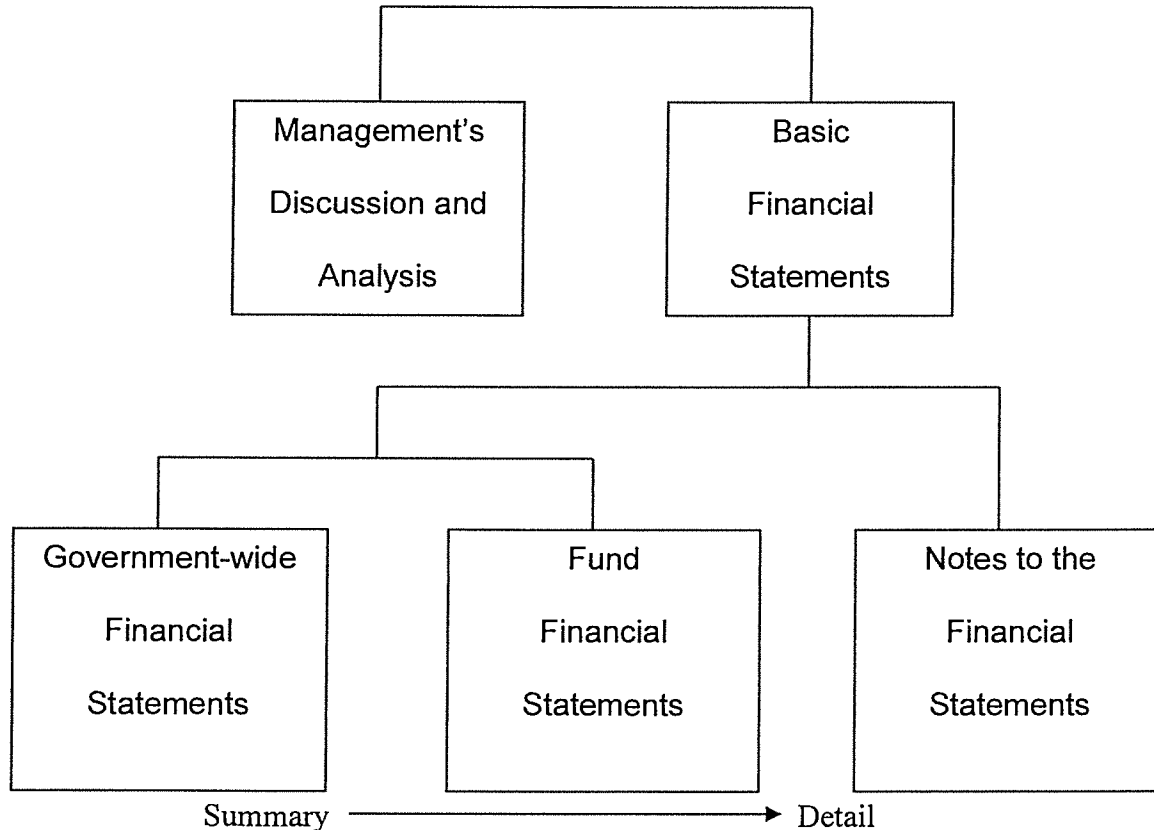 Management's
Discussion and
Analysis
Basic
Financial
Statements
Government-wide
Financial
Statements
Fund
Financial
Statements
Notes to the
Financial
Statements
Summary
Detail